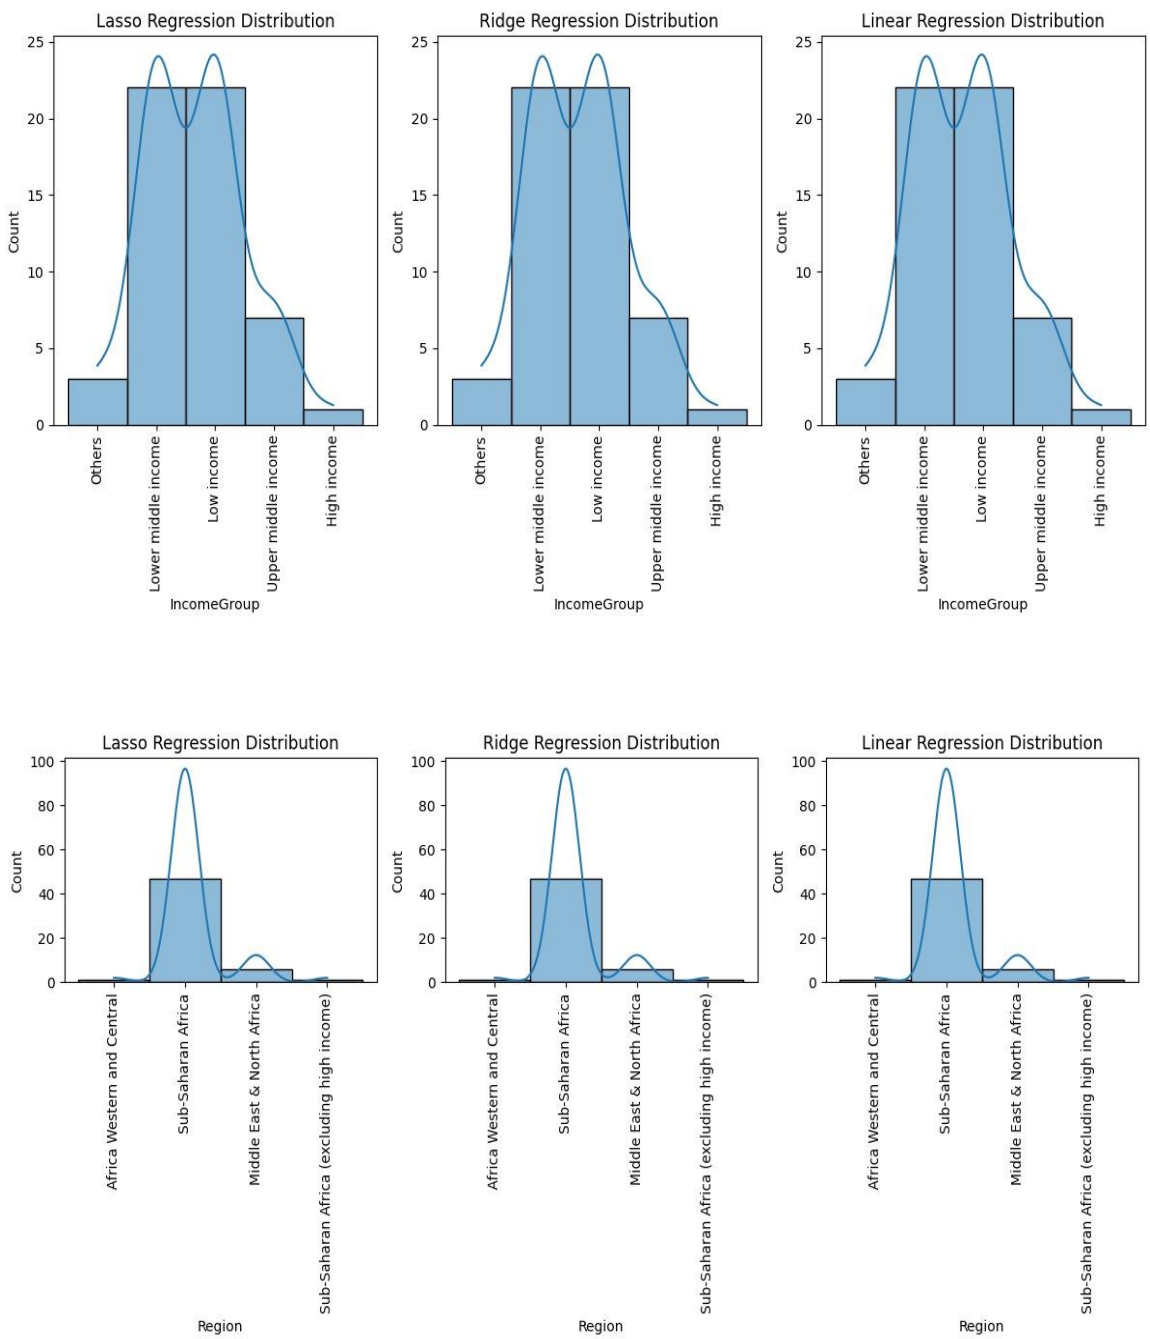 Lasso Regression Distribution
Ridge Regression Distribution
Linear Regression Distribution
25
20
15
10
5
0
Count
Others
Lower middle income
Low income
Upper middle income
High income
IncomeGroup
25
20
15
10
5
0
Count
Others
Lower middle income
Low income
Upper middle income
High income
IncomeGroup
25
20
15
10
5
0
Count
Others
Lower middle income
Low income
Upper middle income
High income
IncomeGroup
Lasso Regression Distribution
Ridge Regression Distribution
Linear Regression Distribution
100
80
60
40
20
0
Count
Africa Western and Central
Sub-Saharan Africa
Middle East & North Africa
Sub-Saharan Africa (excluding high income)
Region
100
80
60
40
20
0
Count
Africa Western and Central
Sub-Saharan Africa
Middle East & North Africa
Sub-Saharan Africa (excluding high income)
Region
100
80
60
40
20
0
Count
Africa Western and Central
Sub-Saharan Africa
Middle East & North Africa
Sub-Saharan Africa (excluding high income)
Region